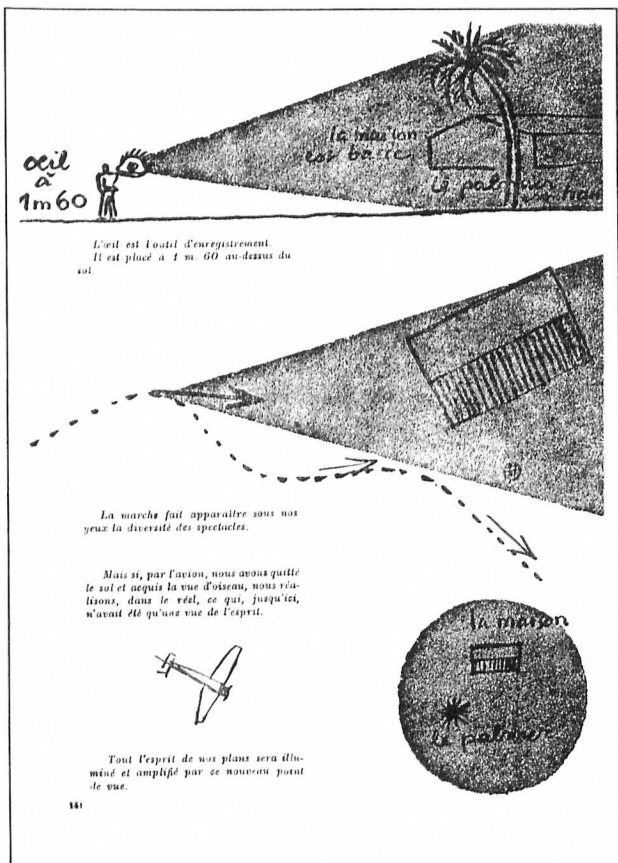 œil
à
1m60
la maison
est basse
le palmier
L'œil est l'outil d'enregistrement.
Il est placé à 1 m. 60 au-dessus du
sol.
La marche fait apparaître sous nos
yeux la diversité des spectacles.
Mais si, par l'avion, nous avons quitté
le sol et acquis la vue d'oiseau, nous réa-
lisons, dans le réel, ce qui, jusqu'ici,
n'avait été qu'une vue de l'esprit.
la maison
le palmier
Tout l'esprit de nos plans sera illu-
miné et amplifié par ce nouveau point
de vue.